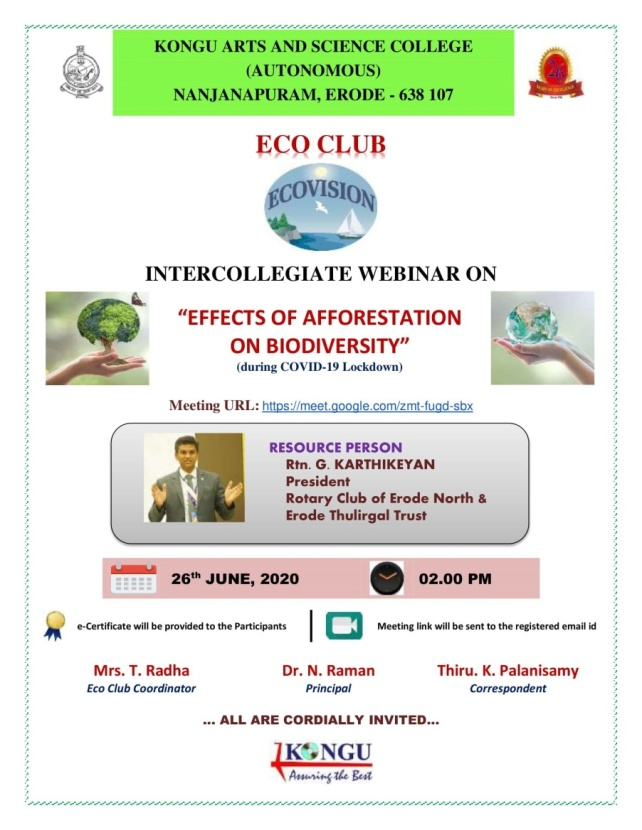 KONGU ARTS AND SCIENCE COLLEGE
(AUTONOMOUS)
NANJANAPURAM, ERODE - 638 107
ECO CLUB
ECOVISION
INTERCOLLEGIATE WEBINAR ON
“EFFECTS OF AFFORESTATION
ON BIODIVERSITY”
(during COVID-19 Lockdown)
Meeting URL: https://meet.google.com/zmt-fugd-sbx
RESOURCE PERSON
Rtn. G. KARTHIKEYAN
President
Rotary Club of Erode North &
Erode Thulirgal Trust
26th JUNE, 2020
02.00 PM
e-Certificate will be provided to the Participants
Meeting link will be sent to the registered email id
Mrs. T. Radha
Eco Club Coordinator
Dr. N. Raman
Principal
Thiru. K. Palanisamy
Correspondent
... ALL ARE CORDIALLY INVITED...
KONGU
Assuring the Best